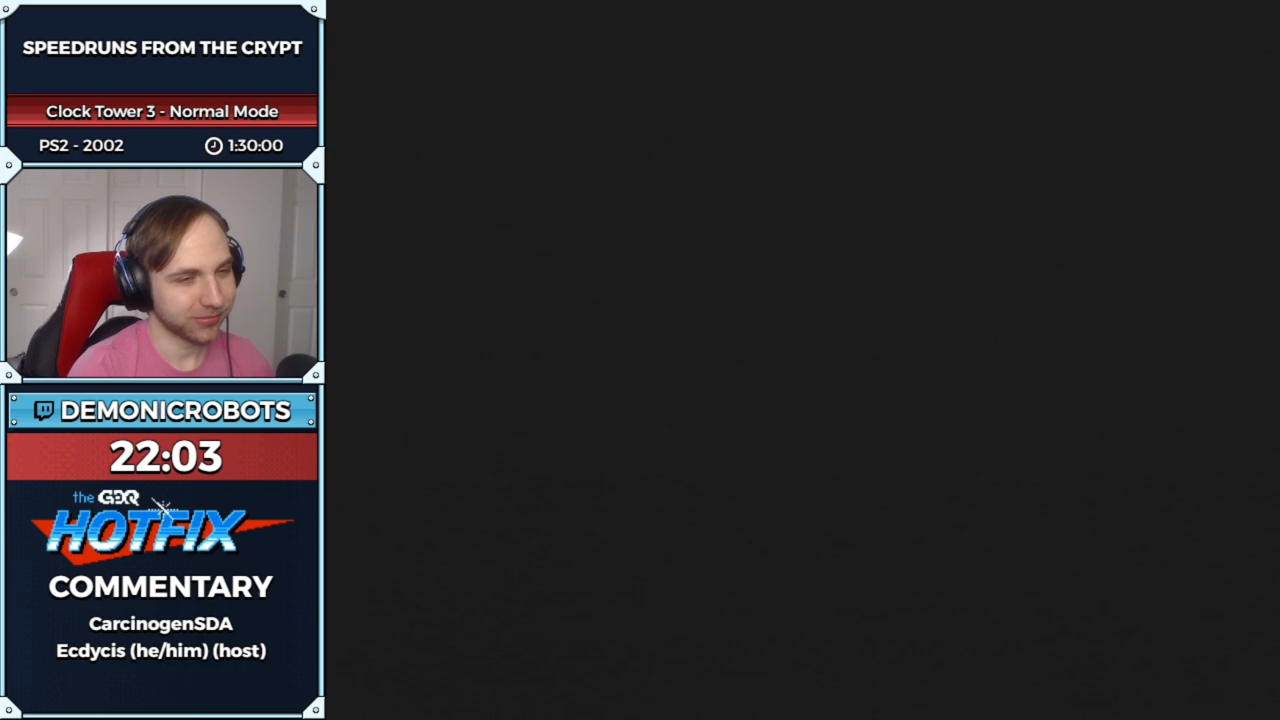 SPEEDRUNS FROM THE CRYPT
Clock Tower 3 - Normal Mode
PS2 - 2002 1:30:00
DEMONICROBOTS
22:03
the GDQ
HOTFIX
COMMENTARY
CarcinogenSDA
Ecdycis (he/him) (host)